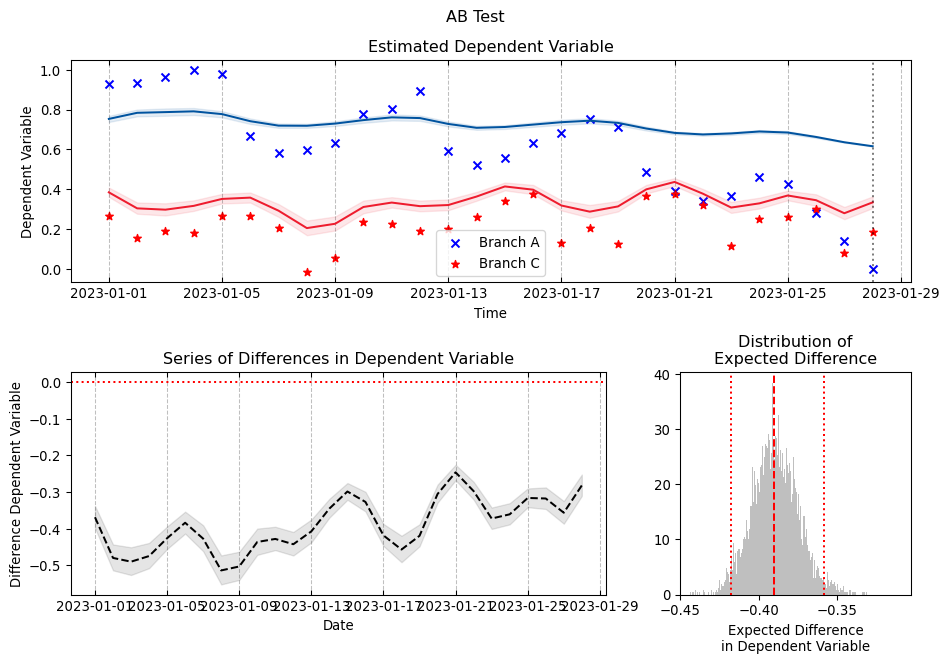 AB Test
Estimated Dependent Variable
Dependent Variable
1.0
0.8
0.6
0.4
0.2
0.0
Branch A
Branch C
2023-01-01 2023-01-05 2023-01-09 2023-01-13 2023-01-17 2023-01-21 2023-01-25 2023-01-29
Time
Series of Differences in Dependent Variable
Difference Dependent Variable
0.0
−0.1
−0.2
−0.3
−0.4
−0.5
2023-01-01 2023-01-05 2023-01-09 2023-01-13 2023-01-17 2023-01-21 2023-01-25 2023-01-29
Date
Distribution of
Expected Difference
40
30
20
10
0
−0.45 −0.40 −0.35
Expected Difference
in Dependent Variable